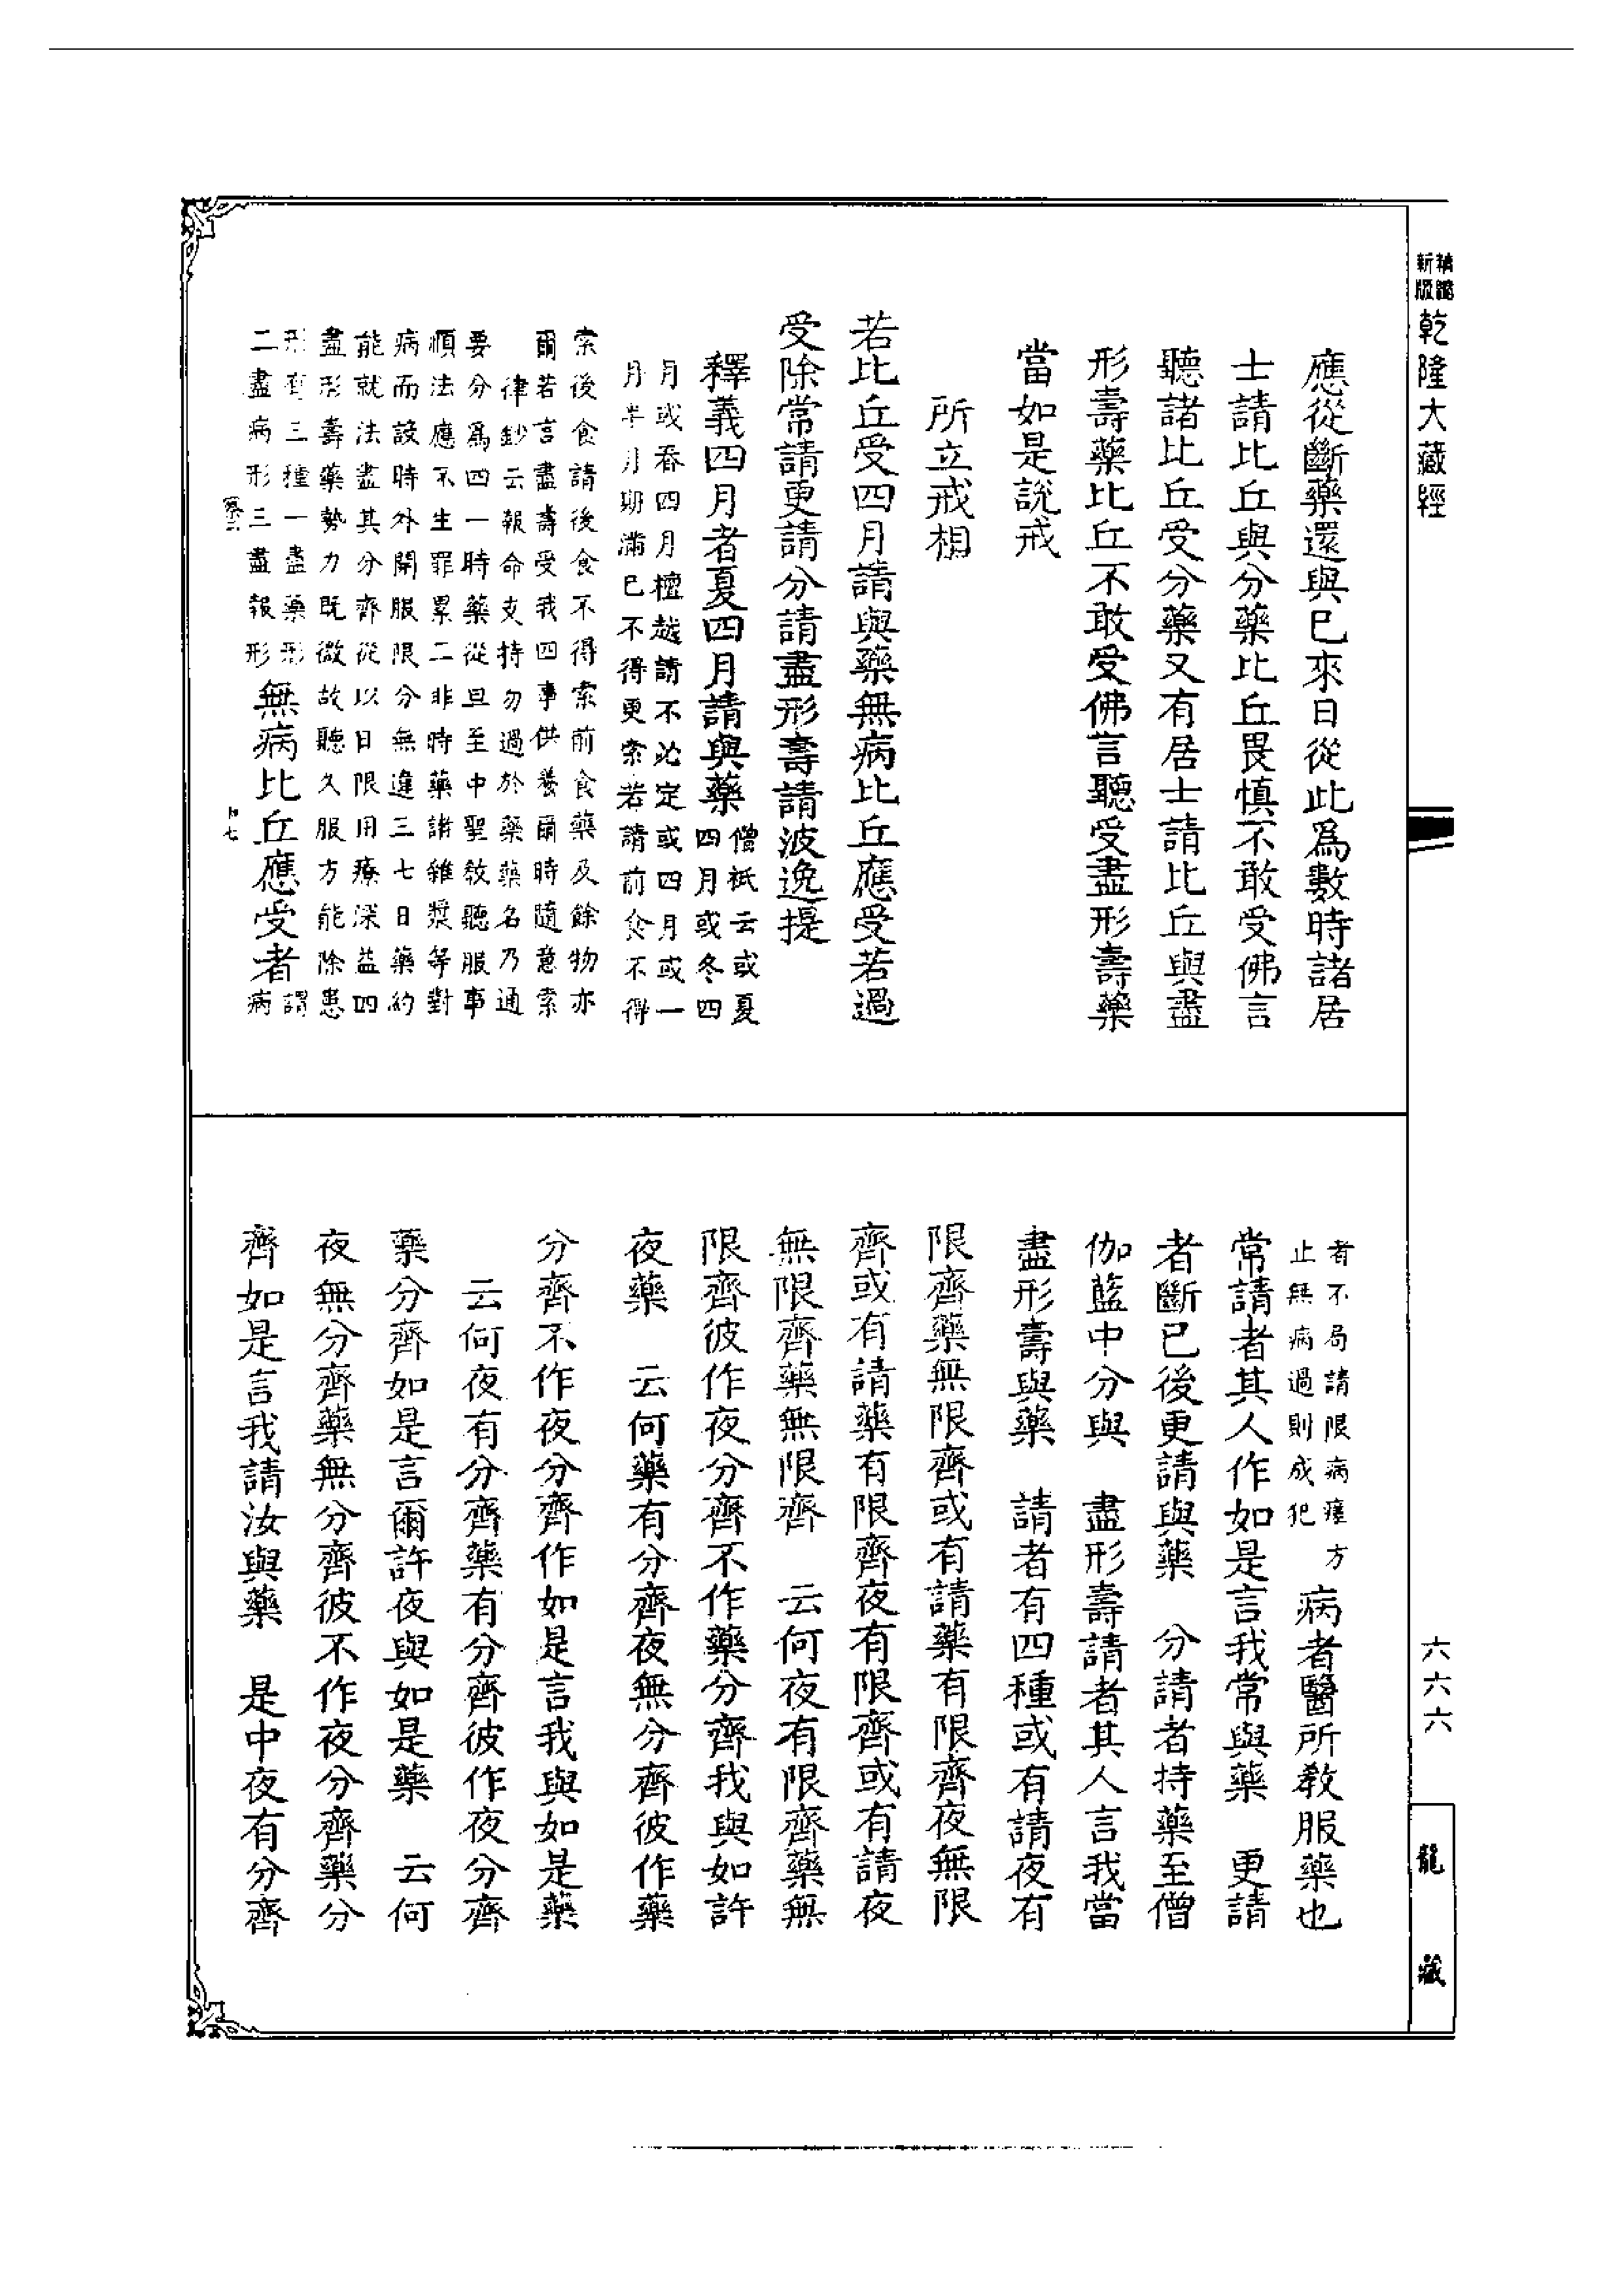 新版
精縮
乾隆大藏經
六六六
龍藏
應從斷藥還與已來日從此爲數時諸居
士請比丘與分藥比丘畏慎不敢受佛言
聽諸比丘受分藥又有居士請比丘與盡
形壽藥比丘不敢受佛言聽受盡形壽藥
當如是說戒
所立戒相
若比丘受四月請與藥無病比丘應受若過
受除常請更請分請盡形壽請波逸提
釋義四月者夏四月請與藥
僧祇云或夏
四月或冬四
月或春四月檀越請不必定或四月或一
月半月期滿已不得更索若請前食不得
索後食請後食不得索前食藥及餘物亦
爾若言盡壽受我四事供養爾時隨意索
律鈔云報命支持勿過於藥藥名乃通
要分爲四一時藥從旦至中聖教聽服事
順法應不生罪累二非時藥諸雜漿等對
病而設時外開服限分無違三七日藥約
能就法盡其分齊從以日限用療深益四
盡形壽藥勢力既微故聽久服方能除患
形有三種一盡藥形
二盡病形三盡報形
無病比丘應受者
謂
病
十七
者不局請限病瘥方
止無病過則成犯
病者醫所教服藥也
常請者其人作如是言我常與藥　更請
者斷已後更請與藥　分請者持藥至僧
伽藍中分與　盡形壽請者其人言我當
盡形壽與藥　請者有四種或有請夜有
限齊藥無限齊或有請藥有限齊夜無限
齊或有請藥有限齊夜有限齊或有請夜
無限齊藥無限齊　云何夜有限齊藥無
限齊彼作夜分齊不作藥分齊我與如許
夜藥　云何藥有分齊夜無分齊彼作藥
分齊不作夜分齊作如是言我與如是藥
云何夜有分齊藥有分齊彼作夜分齊
藥分齊如是言爾許夜與如是藥　云何
夜無分齊藥無分齊彼不作夜分齊藥分
齊如是言我請汝與藥　是中夜有分齊